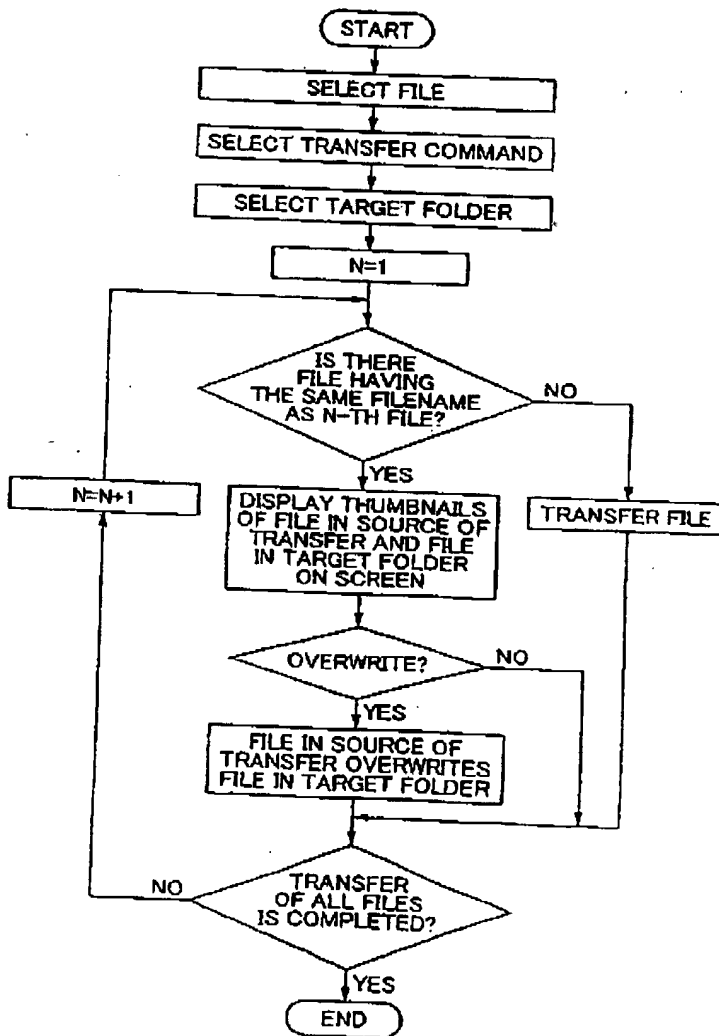 START
SELECT FILE
SELECT TRANSFER COMMAND
SELECT TARGET FOLDER
N=1
IS THERE
FILE HAVING
THE SAME FILENAME
AS N-TH FILE?
NO
YES
N=N+1
DISPLAY THUMBNAILS
OF FILE IN SOURCE OF
TRANSFER AND FILE
IN TARGET FOLDER
ON SCREEN
TRANSFER FILE
OVERWRITE?
NO
YES
FILE IN SOURCE OF
TRANSFER OVERWRITES
FILE IN TARGET FOLDER
NO
TRANSFER
OF ALL FILES
IS COMPLETED?
YES
END